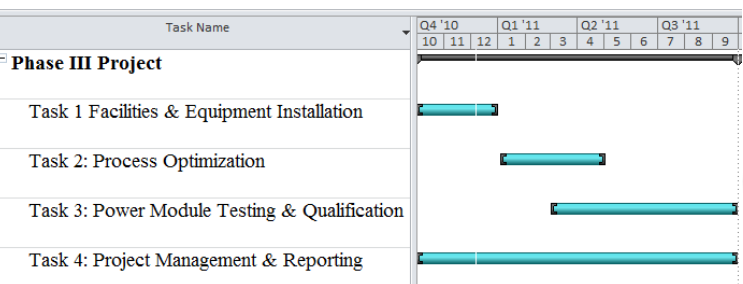 Task Name
Q4 '10 Q1 '11 Q2 '11 Q3 '11
10 11 12 1 2 3 4 5 6 7 8 9
Phase III Project
Task 1 Facilities & Equipment Installation
Task 2: Process Optimization
Task 3: Power Module Testing & Qualification
Task 4: Project Management & Reporting